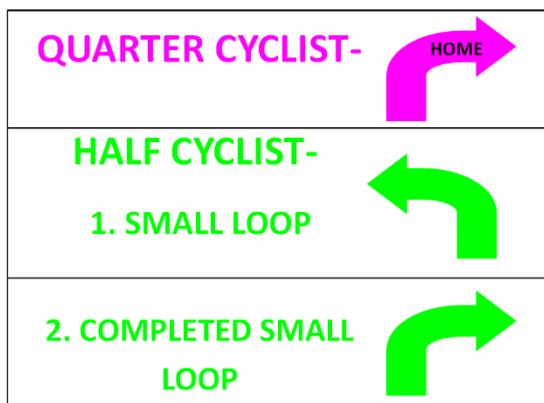 QUARTER CYCLIST-
HOME
HALF CYCLIST-
1. SMALL LOOP
2. COMPLETED SMALL
LOOP